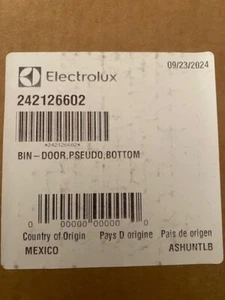 Electrolux
09/23/2024
242126602
*242126602*
BIN-DOOR,PSEUDO,BOTTOM
0 00000 00000 0
Country of Origin Pays D origine Pais de origen
MEXICO ASHUNTLB